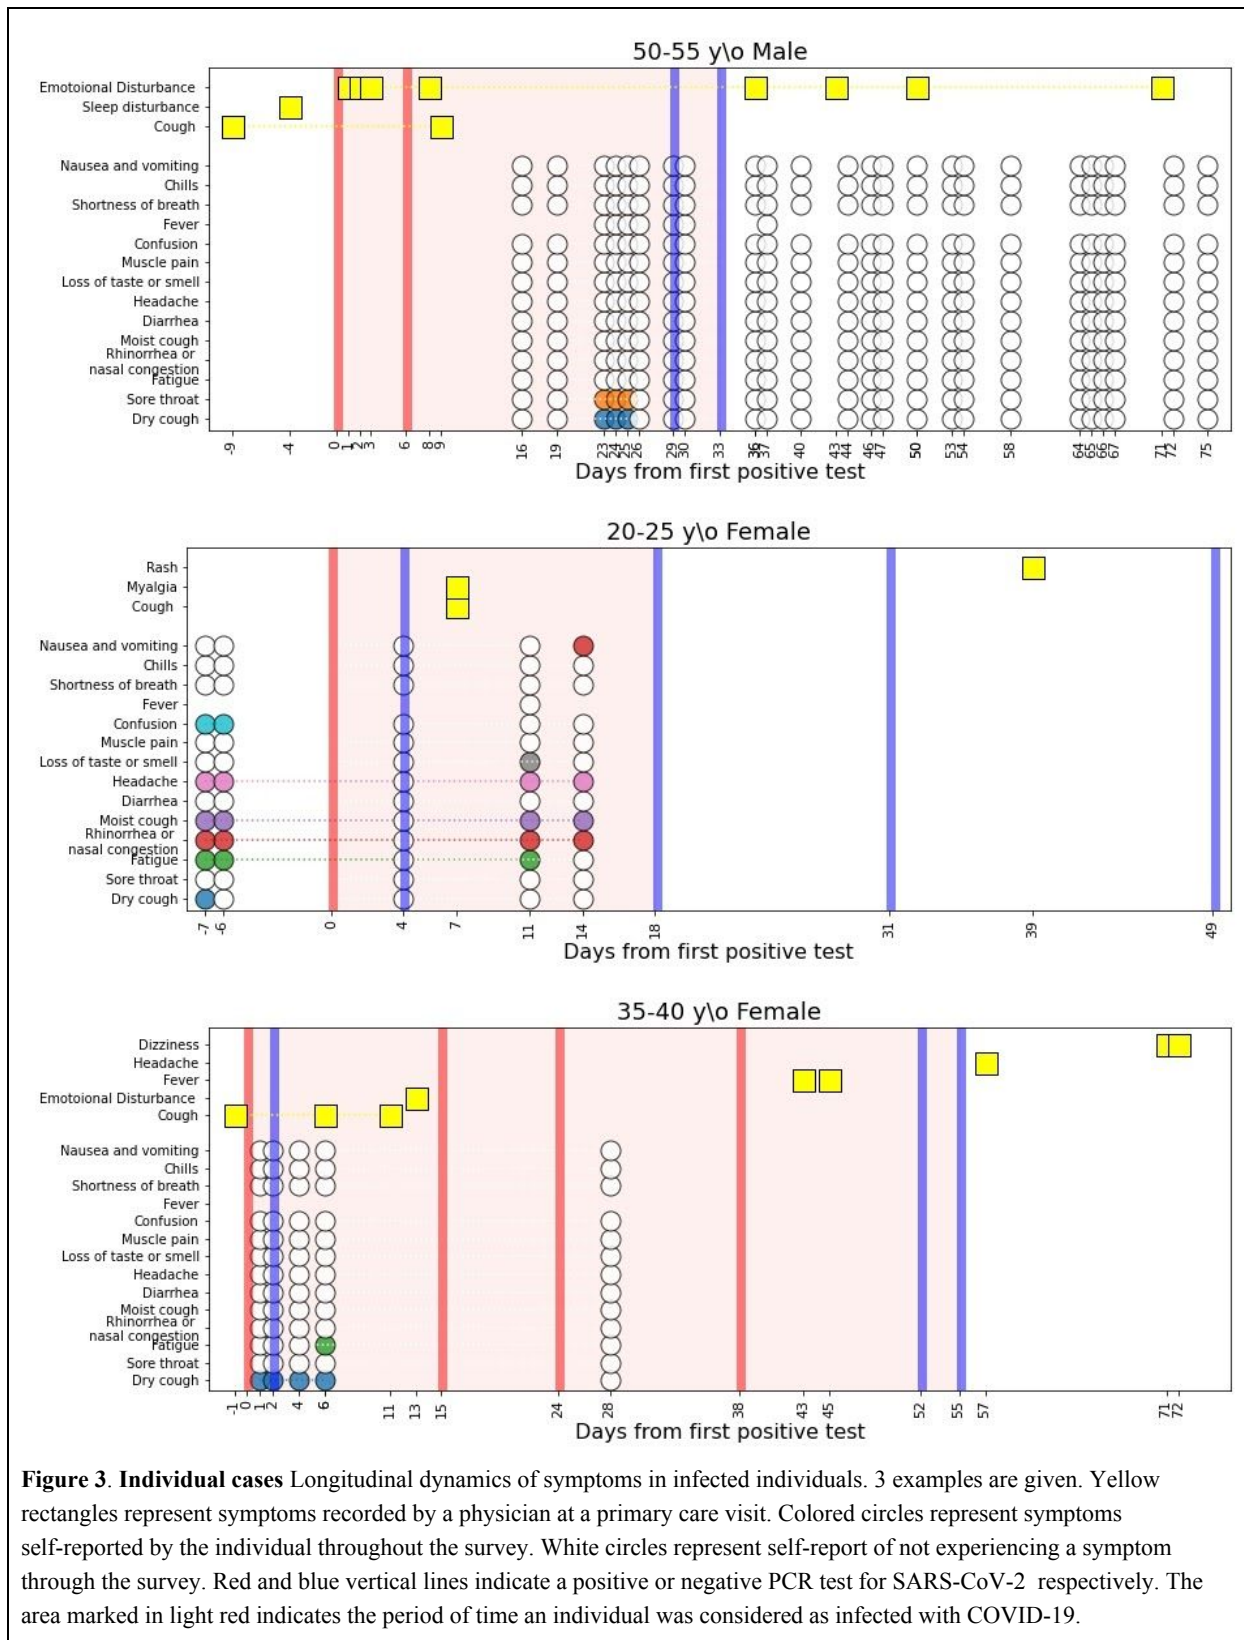 50-55 y\o Male
Emotoional Disturbance
Sleep disturbance
Cough
Nausea and vomiting
Chills
Shortness of breath
Fever
Confusion
Muscle pain
Loss of taste or smell
Headache
Diarrhea
Moist cough
Rhinorrhea or
nasal congestion
Fatigue
Sore throat
Dry cough
-9 -4 0 1 2 3 6 8 9 16 19 23 24 25 26 29 30 33 36 37 40 43 44 46 47 50 53 54 58 64 65 66 67 71 72 75
Days from first positive test
20-25 y\o Female
Rash
Myalgia
Cough
Nausea and vomiting
Chills
Shortness of breath
Fever
Confusion
Muscle pain
Loss of taste or smell
Headache
Diarrhea
Moist cough
Rhinorrhea or
nasal congestion
Fatigue
Sore throat
Dry cough
-7 -6 0 4 7 11 14 18 31 39 49
Days from first positive test
35-40 y\o Female
Dizziness
Headache
Fever
Emotoional Disturbance
Cough
Nausea and vomiting
Chills
Shortness of breath
Fever
Confusion
Muscle pain
Loss of taste or smell
Headache
Diarrhea
Moist cough
Rhinorrhea or
nasal congestion
Fatigue
Sore throat
Dry cough
-1 0 1 2 4 6 11 13 15 24 28 38 43 45 52 55 57 71 72
Days from first positive test
Figure 3. Individual cases Longitudinal dynamics of symptoms in infected individuals. 3 examples are given. Yellow
rectangles represent symptoms recorded by a physician at a primary care visit. Colored circles represent symptoms
self-reported by the individual throughout the survey. White circles represent self-report of not experiencing a symptom
through the survey. Red and blue vertical lines indicate a positive or negative PCR test for SARS-CoV-2 respectively. The
area marked in light red indicates the period of time an individual was considered as infected with COVID-19.